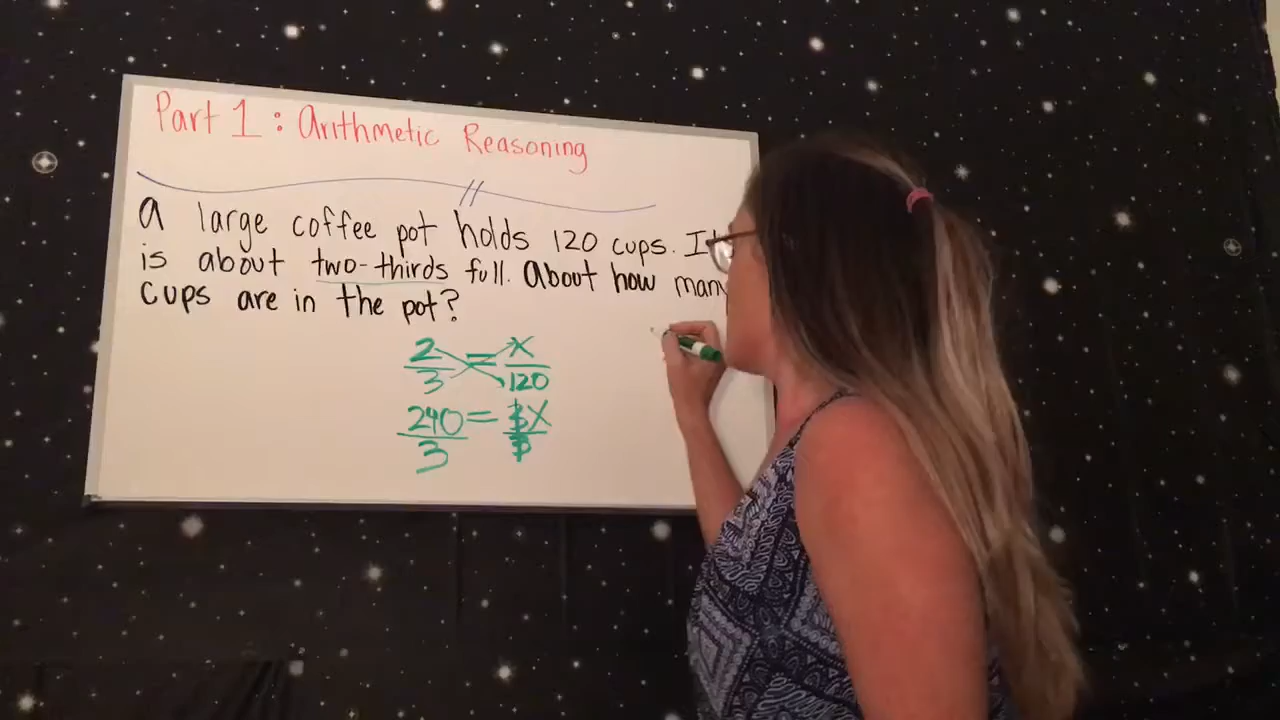 Part 1 : Arithmetic Reasoning
A large coffee pot holds 120 cups. It
is about two-thirds full. About how many
cups are in the pot?
2/3 = x/120
240/3 = 3x/3